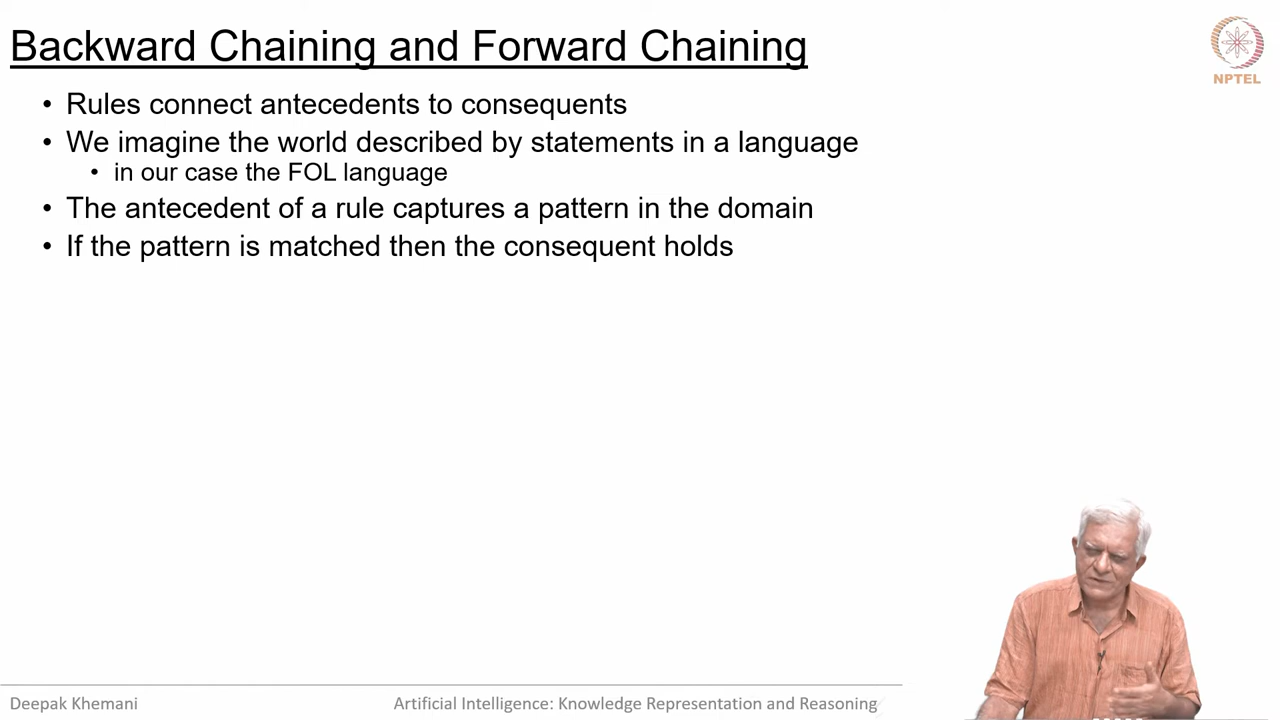 Backward Chaining and Forward Chaining
NPTEL
• Rules connect antecedents to consequents
• We imagine the world described by statements in a language
• in our case the FOL language
• The antecedent of a rule captures a pattern in the domain
• If the pattern is matched then the consequent holds
Deepak Khemani
Artificial Intelligence: Knowledge Representation and Reasoning